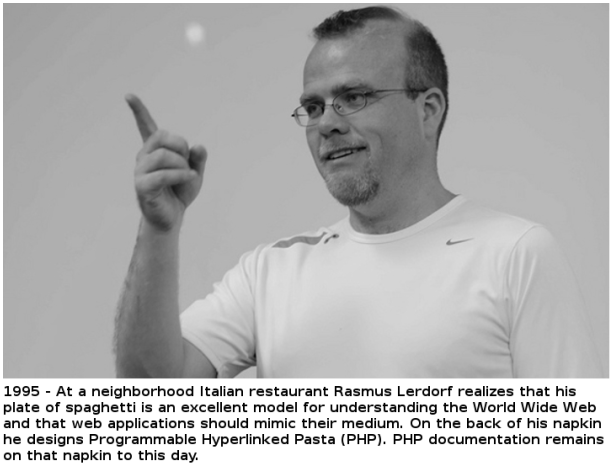 1995 - At a neighborhood Italian restaurant Rasmus Lerdorf realizes that his
plate of spaghetti is an excellent model for understanding the World Wide Web
and that web applications should mimic their medium. On the back of his napkin
he designs Programmable Hyperlinked Pasta (PHP). PHP documentation remains
on that napkin to this day.